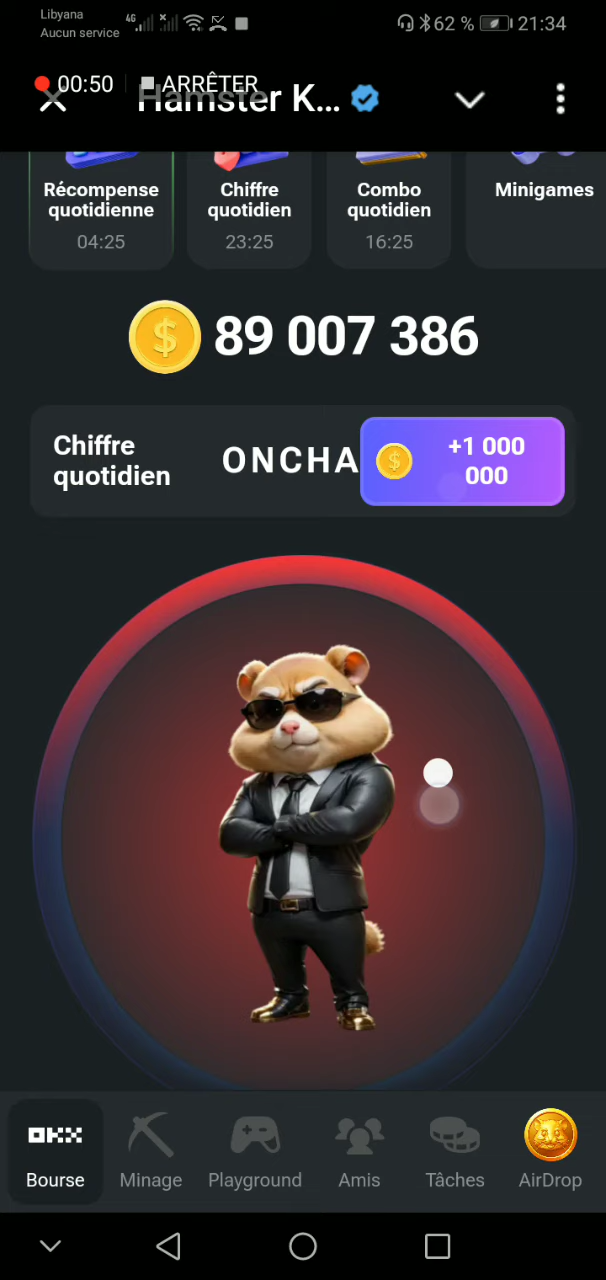 Libyana
Aucun service
4G
62 %
21:34
00:50
ARRÊTER
Hamster K...
Récompense
quotidienne
04:25
Chiffre
quotidien
23:25
Combo
quotidien
16:25
Minigames
$ 89 007 386
Chiffre
quotidien
ONCHA
$
+1 000
000
OKX
Bourse
Minage
Playground
Amis
Tâches
AirDrop